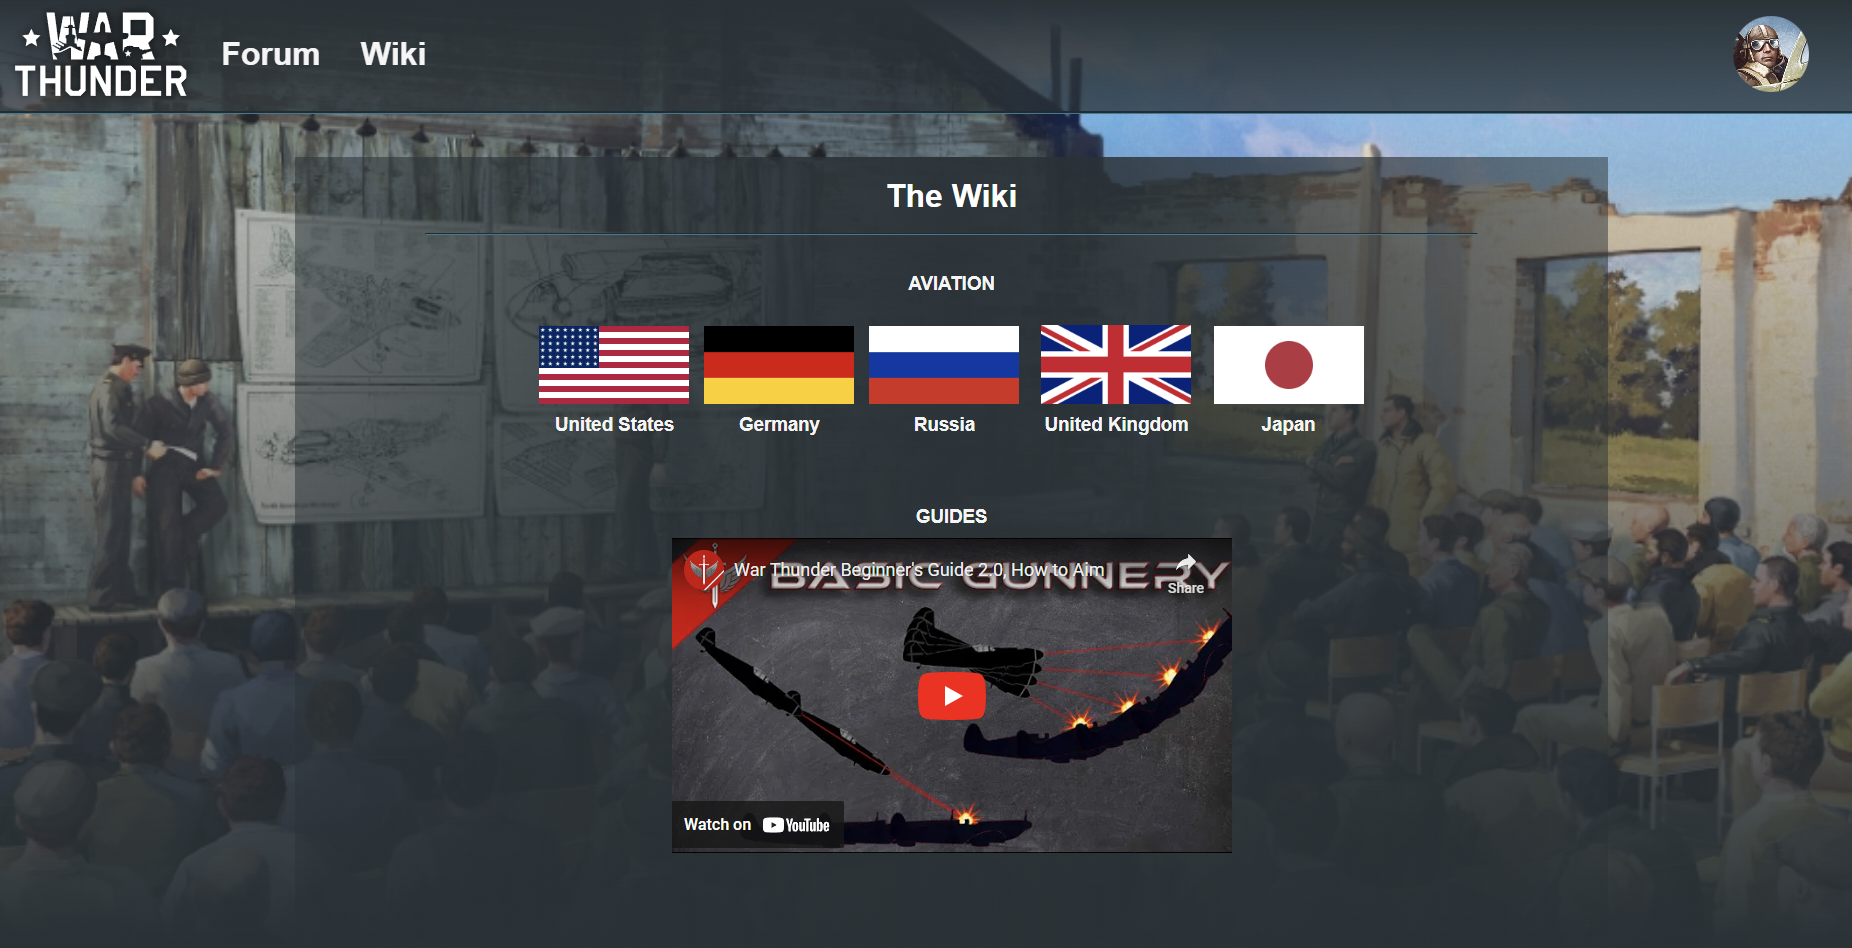 WAR
THUNDER
Forum
Wiki
The Wiki
AVIATION
United States
Germany
Russia
United Kingdom
Japan
GUIDES
BASIC GUNNERY
War Thunder Beginner's Guide 2.0, How to Aim
Share
Watch on YouTube